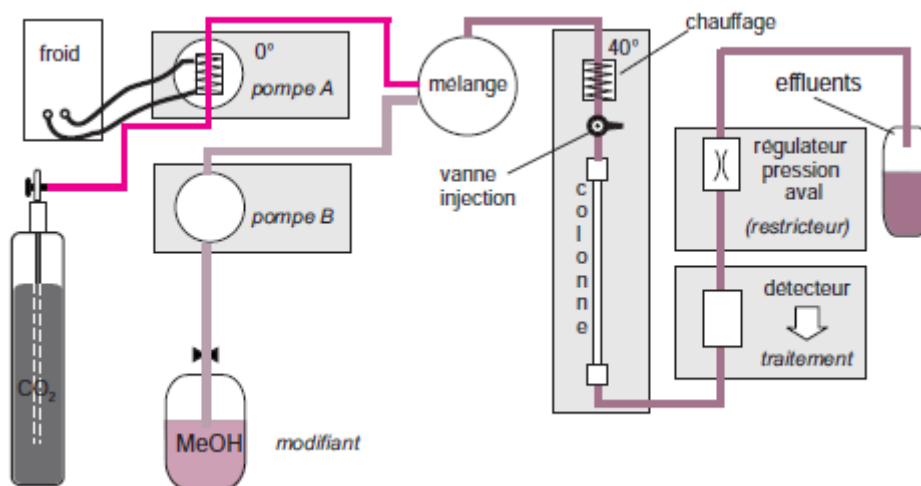 froid
0°
pompe A
mélange
40°
chauffage
effluents
vanne
injection
régulateur
pression
aval
(restricteur)
pompe B
colonne
détecteur
traitement
CO₂
MeOH
modifiant